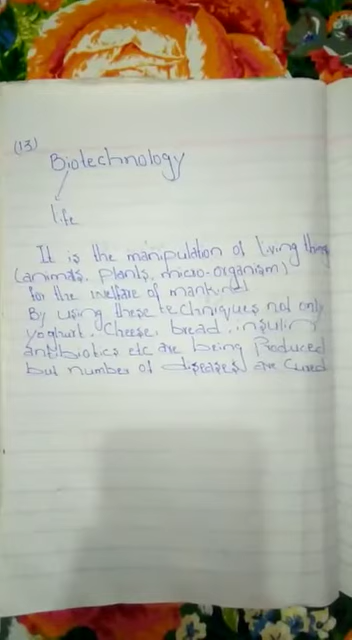 (13)
Biotechnology
life
It is the manipulation of living things
(animals, plants, micro-organism)
for the welfare of mankind
By using these techniques not only
yoghurt, cheese, bread, insulin
antibiotics etc are being Produced
but number of diseases are Cured